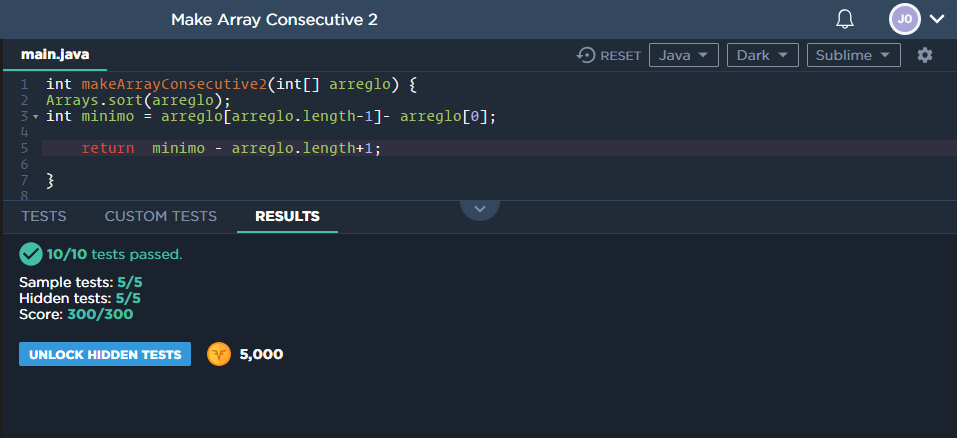 Make Array Consecutive 2
JO
main.java
RESET
Java
Dark
Sublime
1 int makeArrayConsecutive2(int[] arreglo) {
2 Arrays.sort(arreglo);
3 int minimo = arreglo[arreglo.length-1]- arreglo[0];
4
5     return  minimo - arreglo.length+1;
6
7 }
8
TESTS
CUSTOM TESTS
RESULTS
10/10 tests passed.
Sample tests: 5/5
Hidden tests: 5/5
Score: 300/300
UNLOCK HIDDEN TESTS
5,000